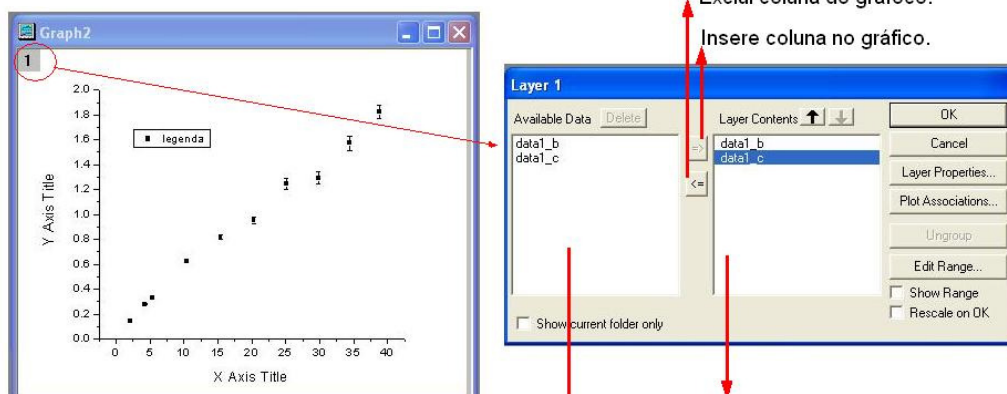 Exclui coluna do gráfoco.
Insere coluna no gráfico.
Graph2
1
2.0
1.8
1.6
1.4
1.2
1.0
0.8
0.6
0.4
0.2
0.0
legenda
Y Axis Title
0 5 10 15 20 25 30 35 40
X Axis Title
Layer 1
Available Data Delete
data1_b
data1_c
=>
<=
Layer Contents
data1_b
data1_c
OK
Cancel
Layer Properties...
Plot Associations...
Ungroup
Edit Range...
Show Range
Rescale on OK
Show current folder only